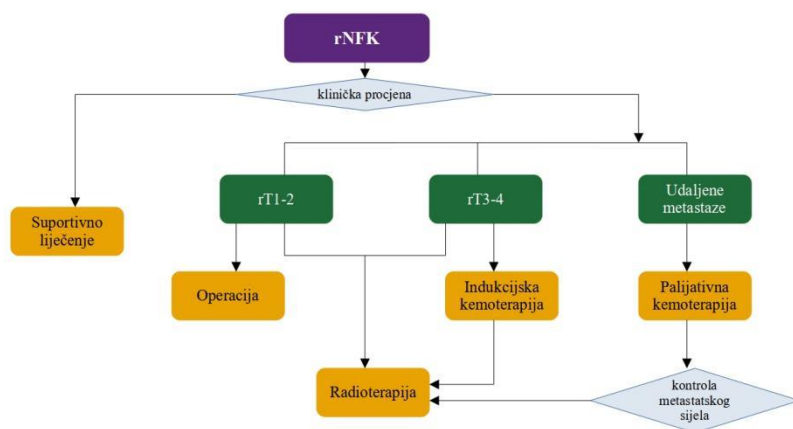 rNFK
klinička procjena
rT1-2
rT3-4
Udaljene
metastaze
Suportivno
liječenje
Operacija
Indukcijska
kemoterapija
Palijativna
kemoterapija
Radioterapija
kontrola
metastatskog
sijela